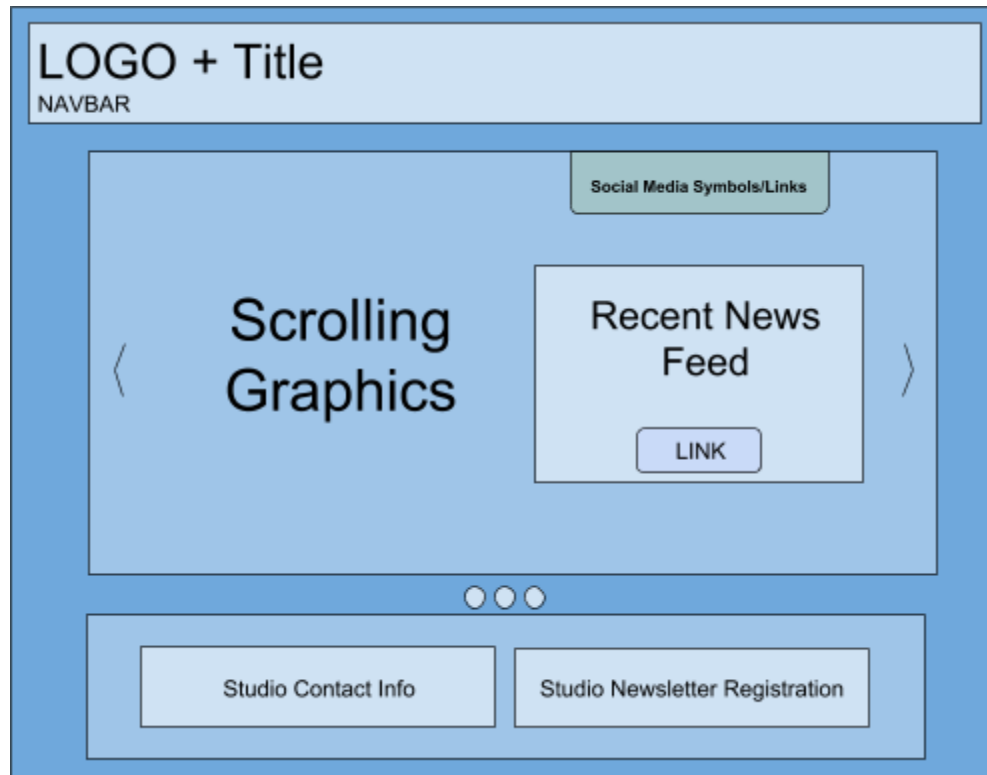 LOGO + Title
NAVBAR
Social Media Symbols/Links
Scrolling
Graphics
Recent News
Feed
LINK
Studio Contact Info
Studio Newsletter Registration